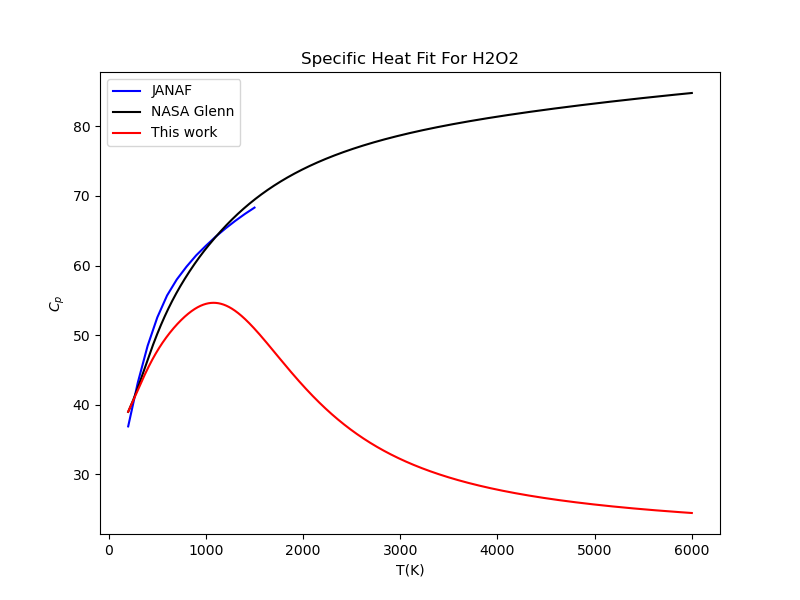 Specific Heat Fit For H2O2
JANAF
NASA Glenn
This work
80
70
60
50
40
30
C_p
0 1000 2000 3000 4000 5000 6000
T(K)